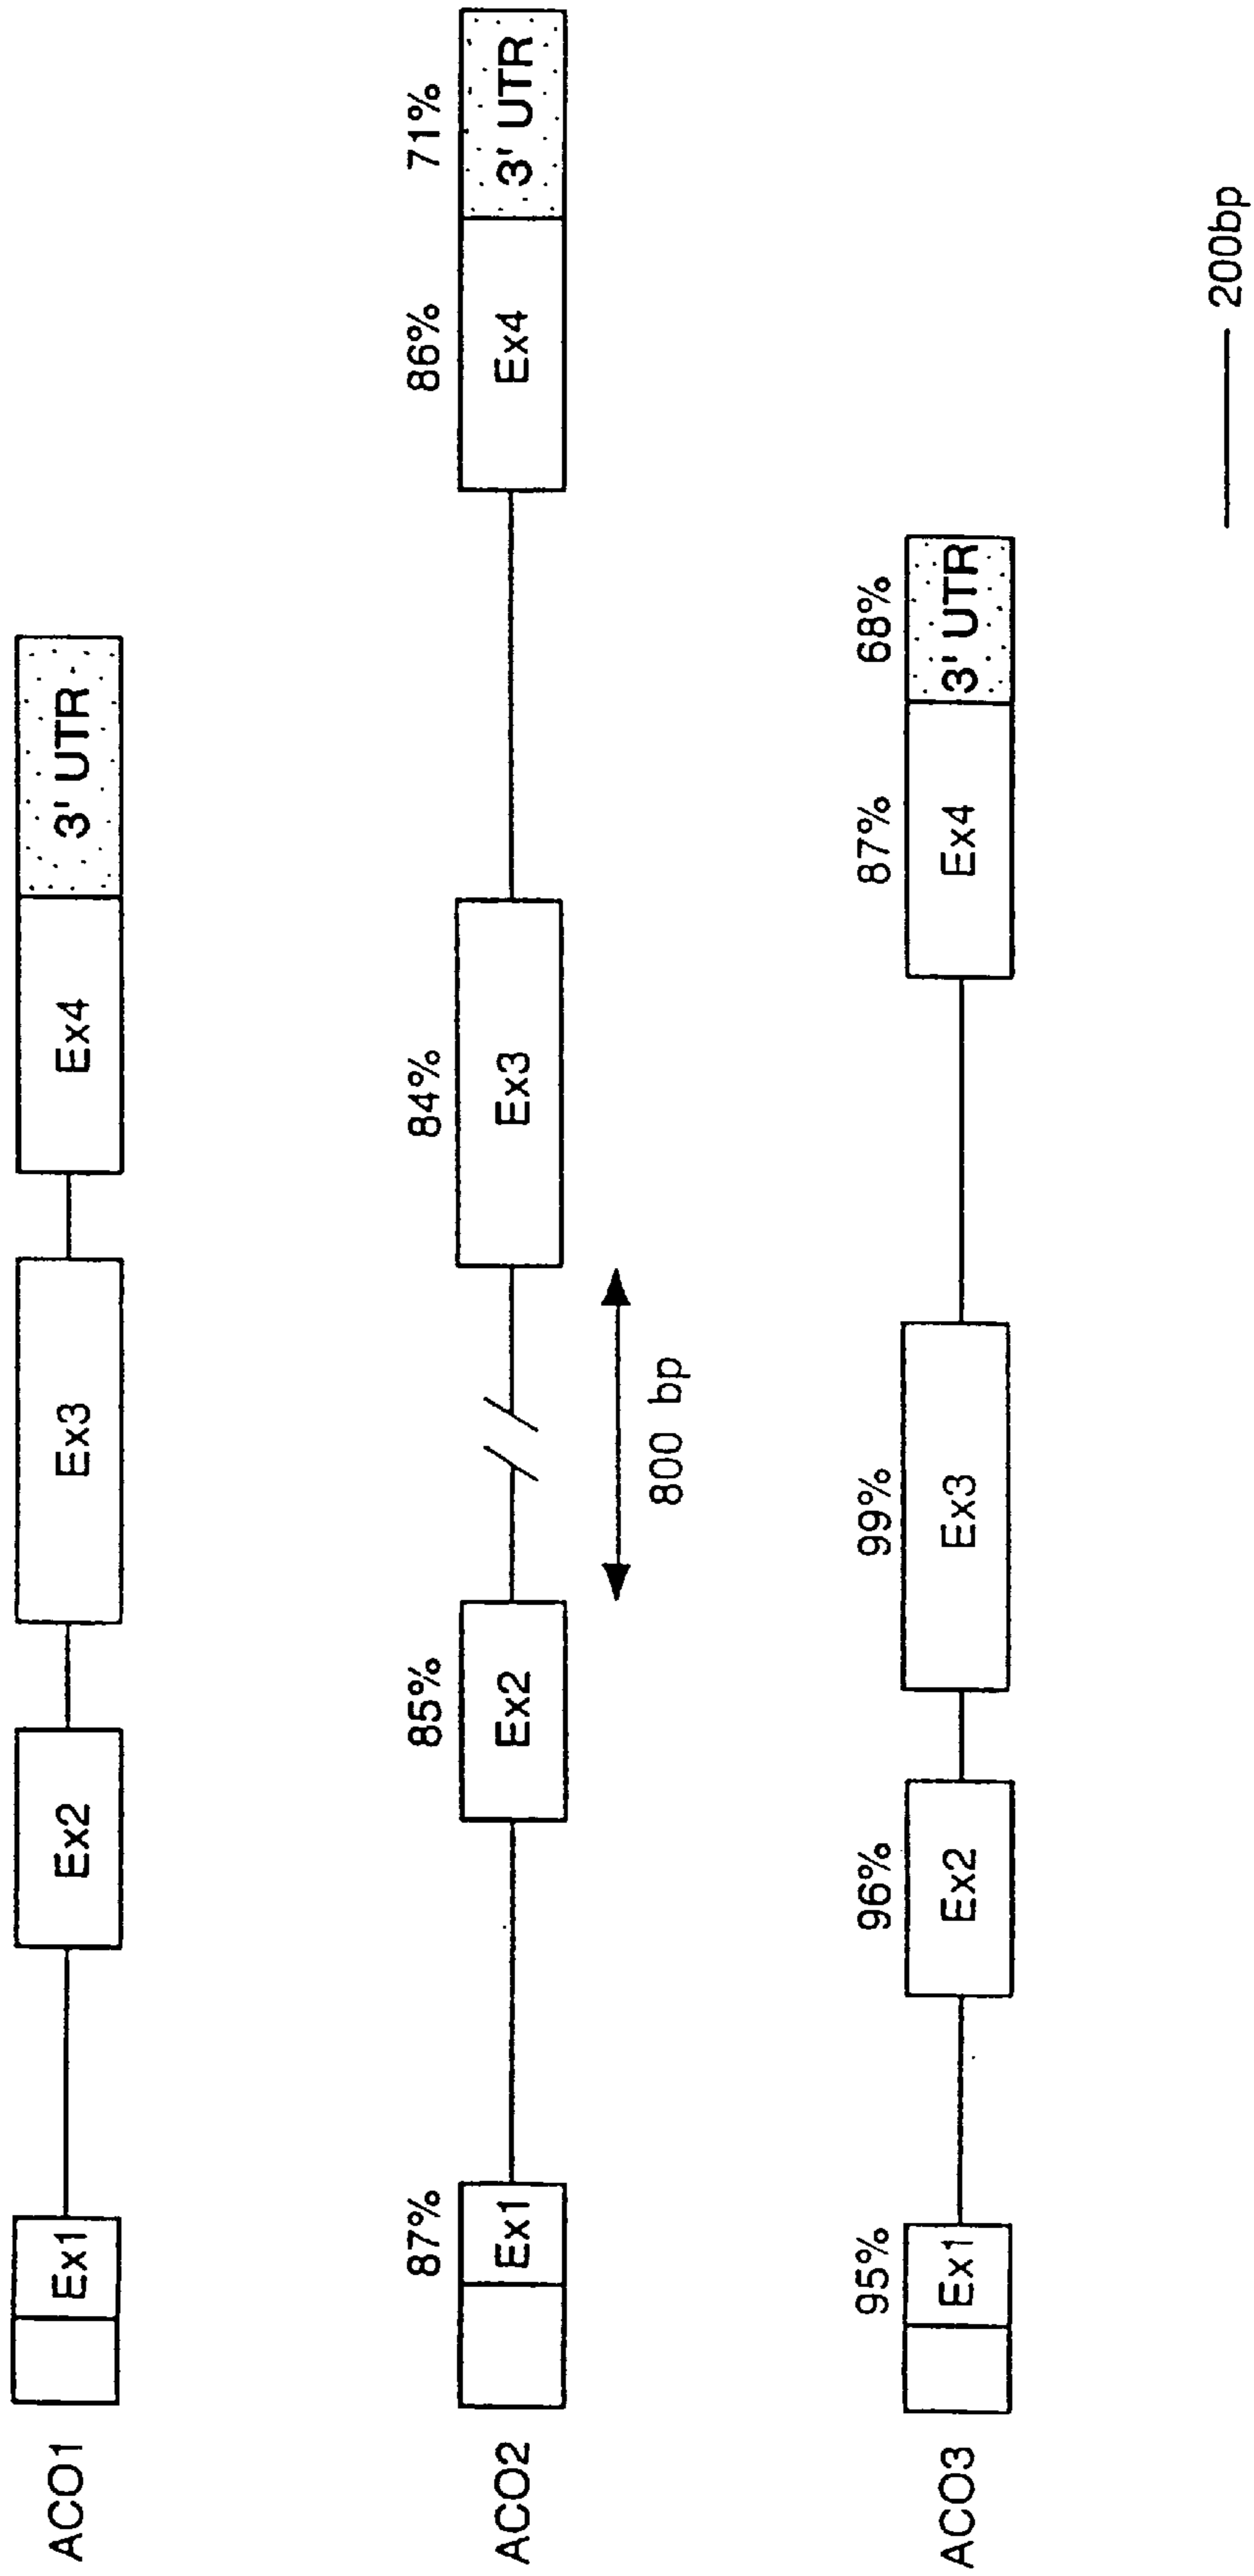 ACO1
Ex1
Ex2
Ex3
Ex4
3' UTR
ACO2
87%
85%
84%
86%
71%
Ex1
Ex2
Ex3
Ex4
3' UTR
800 bp
ACO3
95%
96%
99%
87%
68%
Ex1
Ex2
Ex3
Ex4
3' UTR
200bp